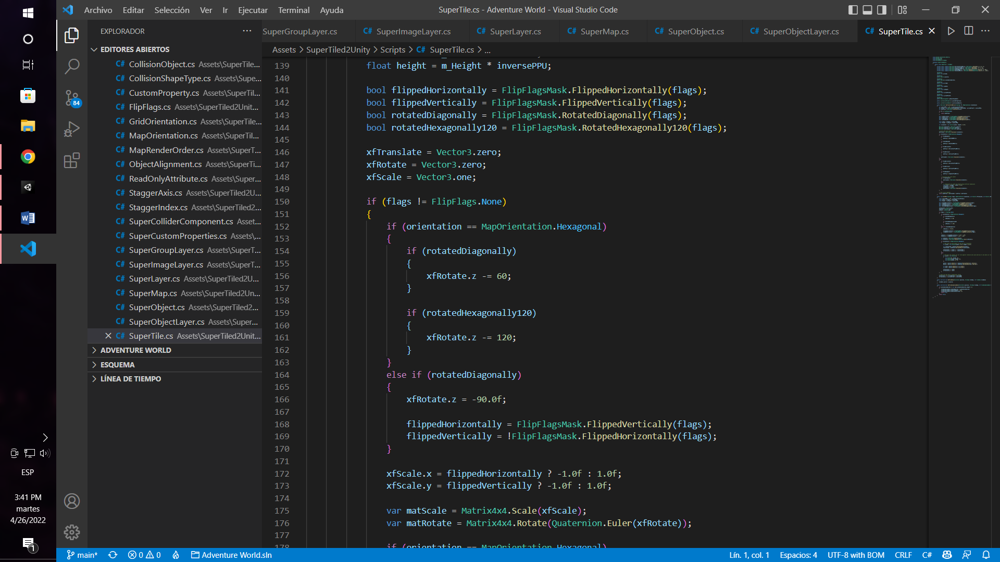 Archivo Editar Selección Ver Ir Ejecutar Terminal Ayuda
SuperTile.cs - Adventure World - Visual Studio Code
EXPLORADOR
EDITORES ABIERTOS
C# CollisionObject.cs Assets\SuperTile...
C# CollisionShapeType.cs Assets\Supe...
C# CustomProperty.cs Assets\SuperTil...
C# FlipFlags.cs Assets\SuperTiled2Unit...
C# GridOrientation.cs Assets\SuperTile...
C# MapOrientation.cs Assets\SuperTil...
C# MapRenderOrder.cs Assets\SuperT...
C# ObjectAlignment.cs Assets\SuperTi...
C# ReadOnlyAttribute.cs Assets\Super...
C# StaggerAxis.cs Assets\SuperTiled2U...
C# StaggerIndex.cs Assets\SuperTiled2...
C# SuperColliderComponent.cs Asset...
C# SuperCustomProperties.cs Assets\...
C# SuperGroupLayer.cs Assets\SuperT...
C# SuperImageLayer.cs Assets\SuperT...
C# SuperLayer.cs Assets\SuperTiled2U...
C# SuperMap.cs Assets\SuperTiled2Un...
C# SuperObject.cs Assets\SuperTiled2...
C# SuperObjectLayer.cs Assets\Super...
C# SuperTile.cs Assets\SuperTiled2Unit...
ADVENTURE WORLD
ESQUEMA
LÍNEA DE TIEMPO
84
SuperGroupLayer.cs C# SuperImageLayer.cs C# SuperLayer.cs C# SuperMap.cs C# SuperObject.cs C# SuperObjectLayer.cs C# SuperTile.cs
Assets > SuperTiled2Unity > Scripts > C# SuperTile.cs > ...
139 float height = m_Height * inversePPU;
140
141 bool flippedHorizontally = FlipFlagsMask.FlippedHorizontally(flags);
142 bool flippedVertically = FlipFlagsMask.FlippedVertically(flags);
143 bool rotatedDiagonally = FlipFlagsMask.RotatedDiagonally(flags);
144 bool rotatedHexagonally120 = FlipFlagsMask.RotatedHexagonally120(flags);
145
146 xfTranslate = Vector3.zero;
147 xfRotate = Vector3.zero;
148 xfScale = Vector3.one;
149
150 if (flags != FlipFlags.None)
151 {
152 if (orientation == MapOrientation.Hexagonal)
153 {
154 if (rotatedDiagonally)
155 {
156 xfRotate.z -= 60;
157 }
158
159 if (rotatedHexagonally120)
160 {
161 xfRotate.z -= 120;
162 }
163 }
164 else if (rotatedDiagonally)
165 {
166 xfRotate.z = -90.0f;
167
168 flippedHorizontally = FlipFlagsMask.FlippedVertically(flags);
169 flippedVertically = !FlipFlagsMask.FlippedHorizontally(flags);
170 }
171
172 xfScale.x = flippedHorizontally ? -1.0f : 1.0f;
173 xfScale.y = flippedVertically ? -1.0f : 1.0f;
174
175 var matScale = Matrix4x4.Scale(xfScale);
176 var matRotate = Matrix4x4.Rotate(Quaternion.Euler(xfRotate));
177
178 if (orientation == MapOrientation.Hexagonal)
ESP
3:41 PM
martes
4/26/2022
1
main* 0 0 Adventure World.sln
Lín. 1, col. 1 Espacios: 4 UTF-8 with BOM CRLF C#